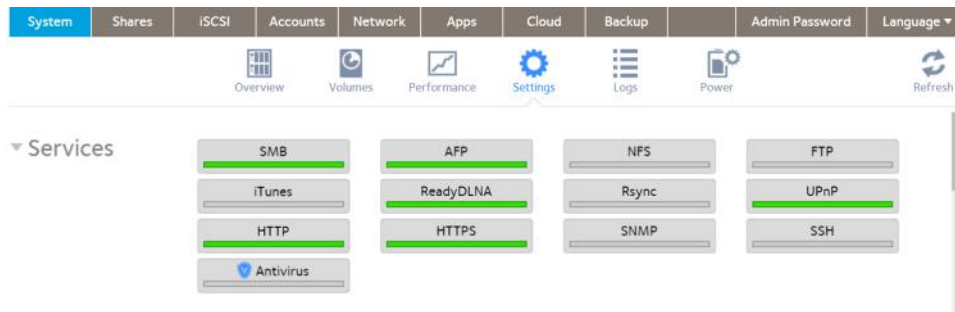 System Shares iSCSI Accounts Network Apps Cloud Backup Admin Password Language
Overview Volumes Performance Settings Logs Power Refresh
Services
SMB AFP NFS FTP
iTunes ReadyDLNA Rsync UPnP
HTTP HTTPS SNMP SSH
Antivirus